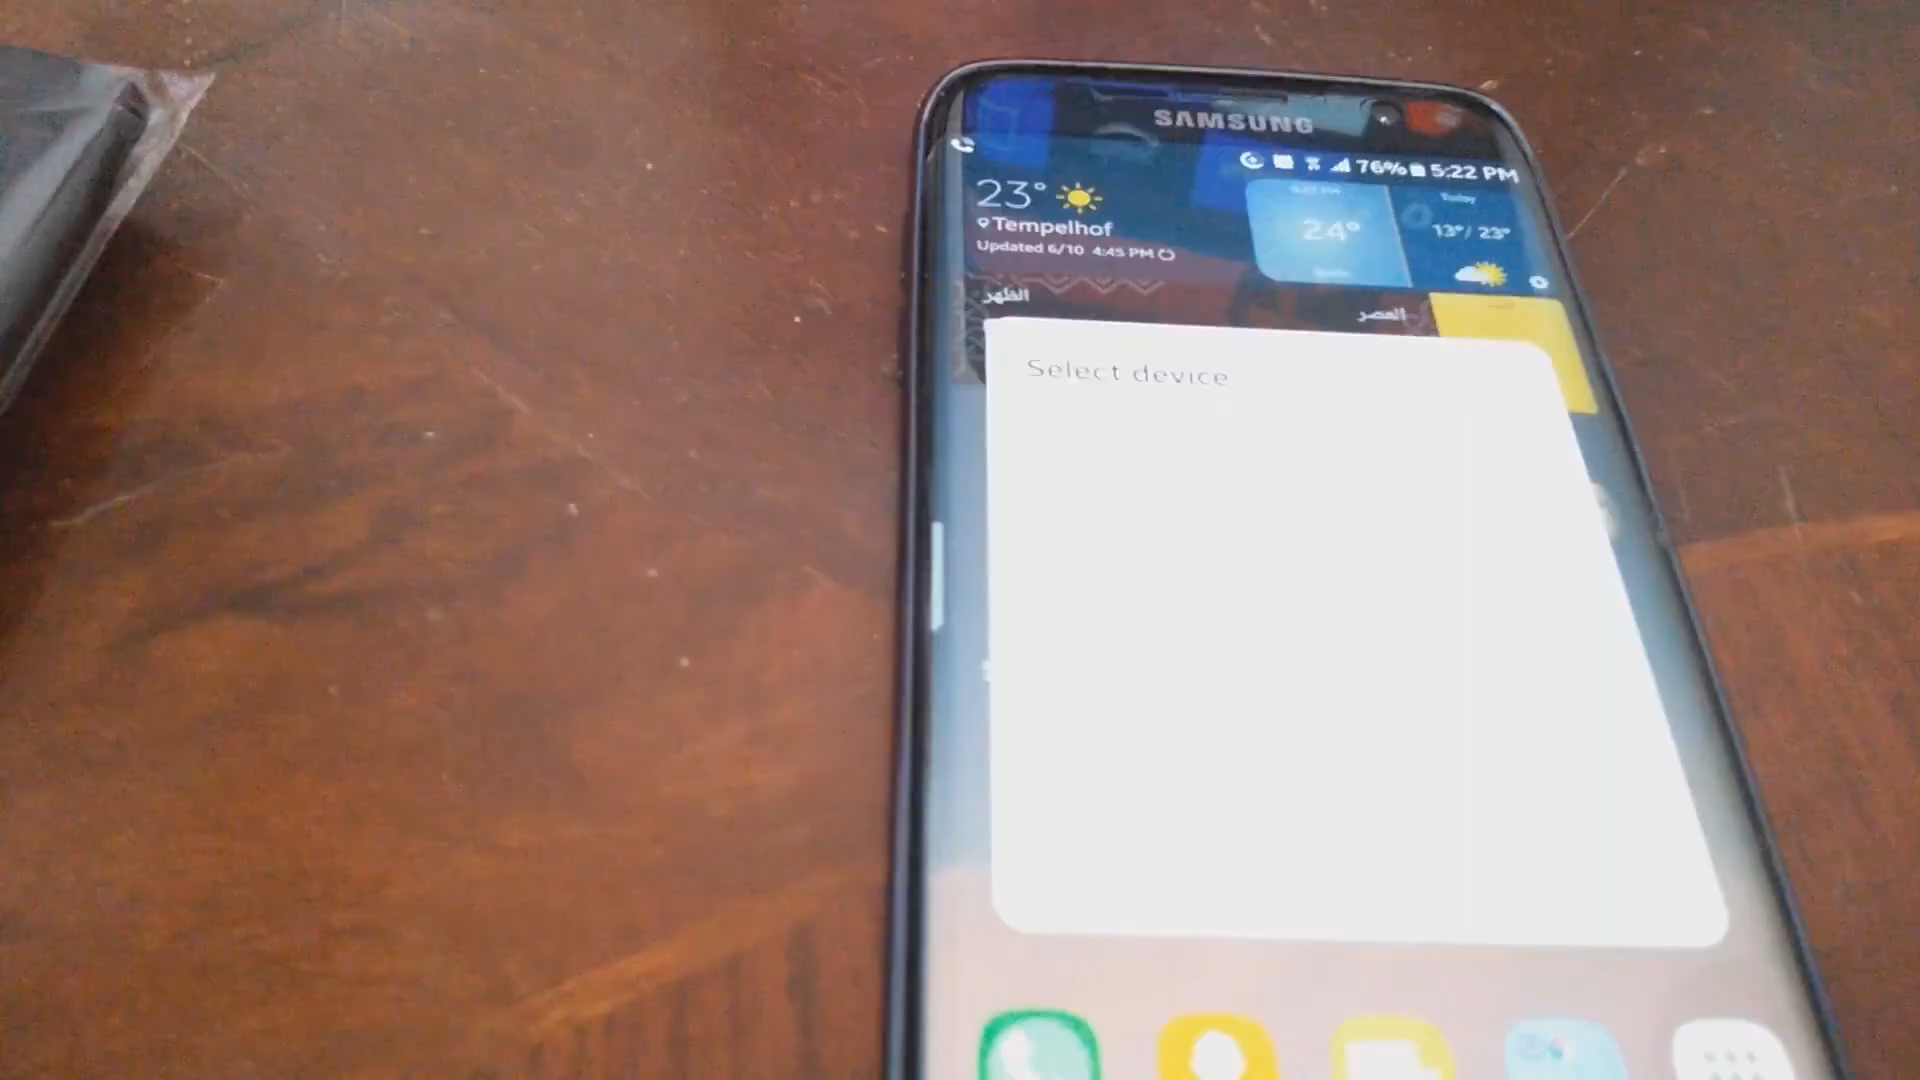 SAMSUNG
76% 5:22 PM
23°
Tempelhof
Updated 6/10 4:45 PM
24°
Today
13°/ 23°
الظهر
العصر
Select device